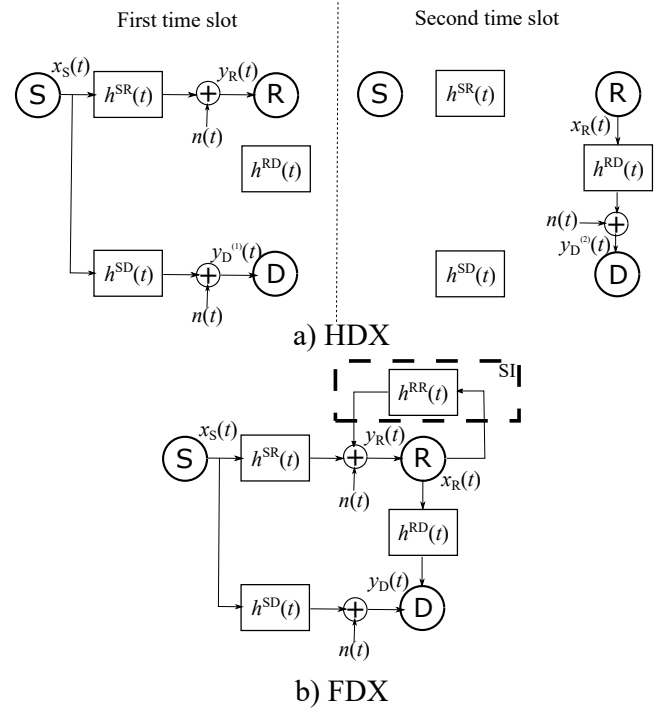 First time slot
Second time slot
x_S(t)
y_R(t)
S
h^SR(t)
+
R
n(t)
h^RD(t)
h^SD(t)
y_D^(1)(t)
+
D
n(t)
S
h^SR(t)
R
x_R(t)
h^RD(t)
n(t)
+
y_D^(2)(t)
h^SD(t)
D
a) HDX
SI
h^RR(t)
x_S(t)
y_R(t)
S
h^SR(t)
+
R
n(t)
x_R(t)
h^RD(t)
y_D(t)
h^SD(t)
+
D
n(t)
b) FDX